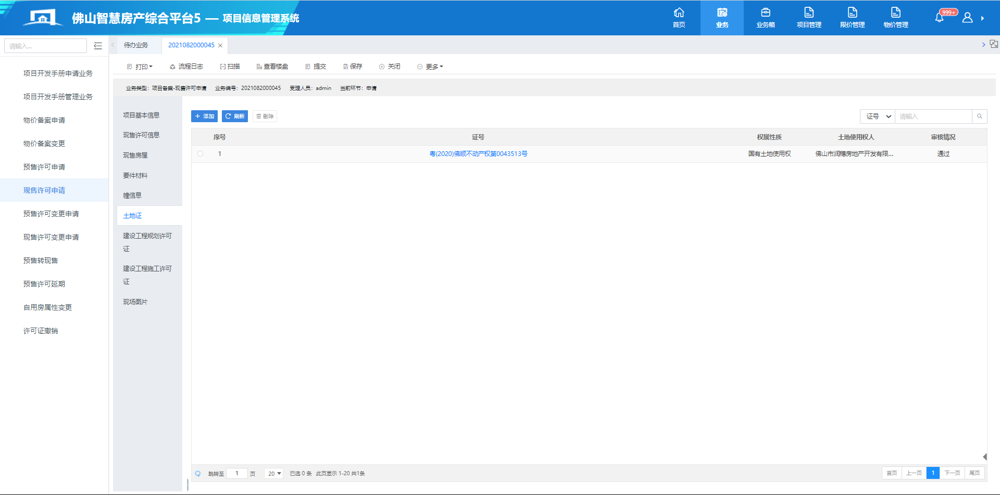 佛山智慧房产综合平台5 — 项目信息管理系统
首页
业务
业务箱
项目管理
限价管理
物价管理
999+
请输入...
待办业务
2021082000045
打印
流程日志
扫描
查看楼盘
提交
保存
关闭
更多
业务类型：项目备案-现售许可申请 业务编号：2021082000045 受理人员：admin 当前环节：申请
项目开发手册申请业务
项目开发手册管理业务
物价备案申请
物价备案变更
预售许可申请
现售许可申请
预售许可变更申请
现售许可变更申请
预售转现售
预售许可延期
自用房属性变更
许可证撤销
项目基本信息
现售许可信息
现售房屋
要件材料
幢信息
土地证
建设工程规划许可
证
建设工程施工许可
证
现场图片
添加
刷新
删除
证号
请输入
序号 证号 权属性质 土地使用权人 审核情况
1 粤(2020)佛顺不动产权第0043513号 国有土地使用权 佛山市润穗房地产开发有限... 通过
跳转至 1 页 20 已选 0 条 此页显示 1-20 共1条
首页 上一页 1 下一页 尾页